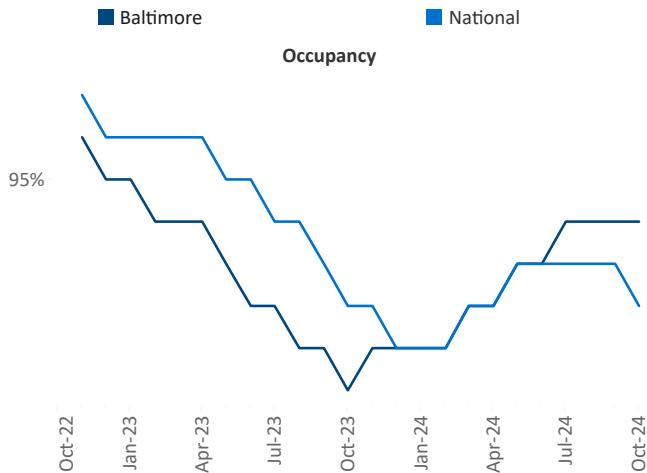 Baltimore National
Occupancy
95%
Oct-22 Jan-23 Apr-23 Jul-23 Oct-23 Jan-24 Apr-24 Jul-24 Oct-24